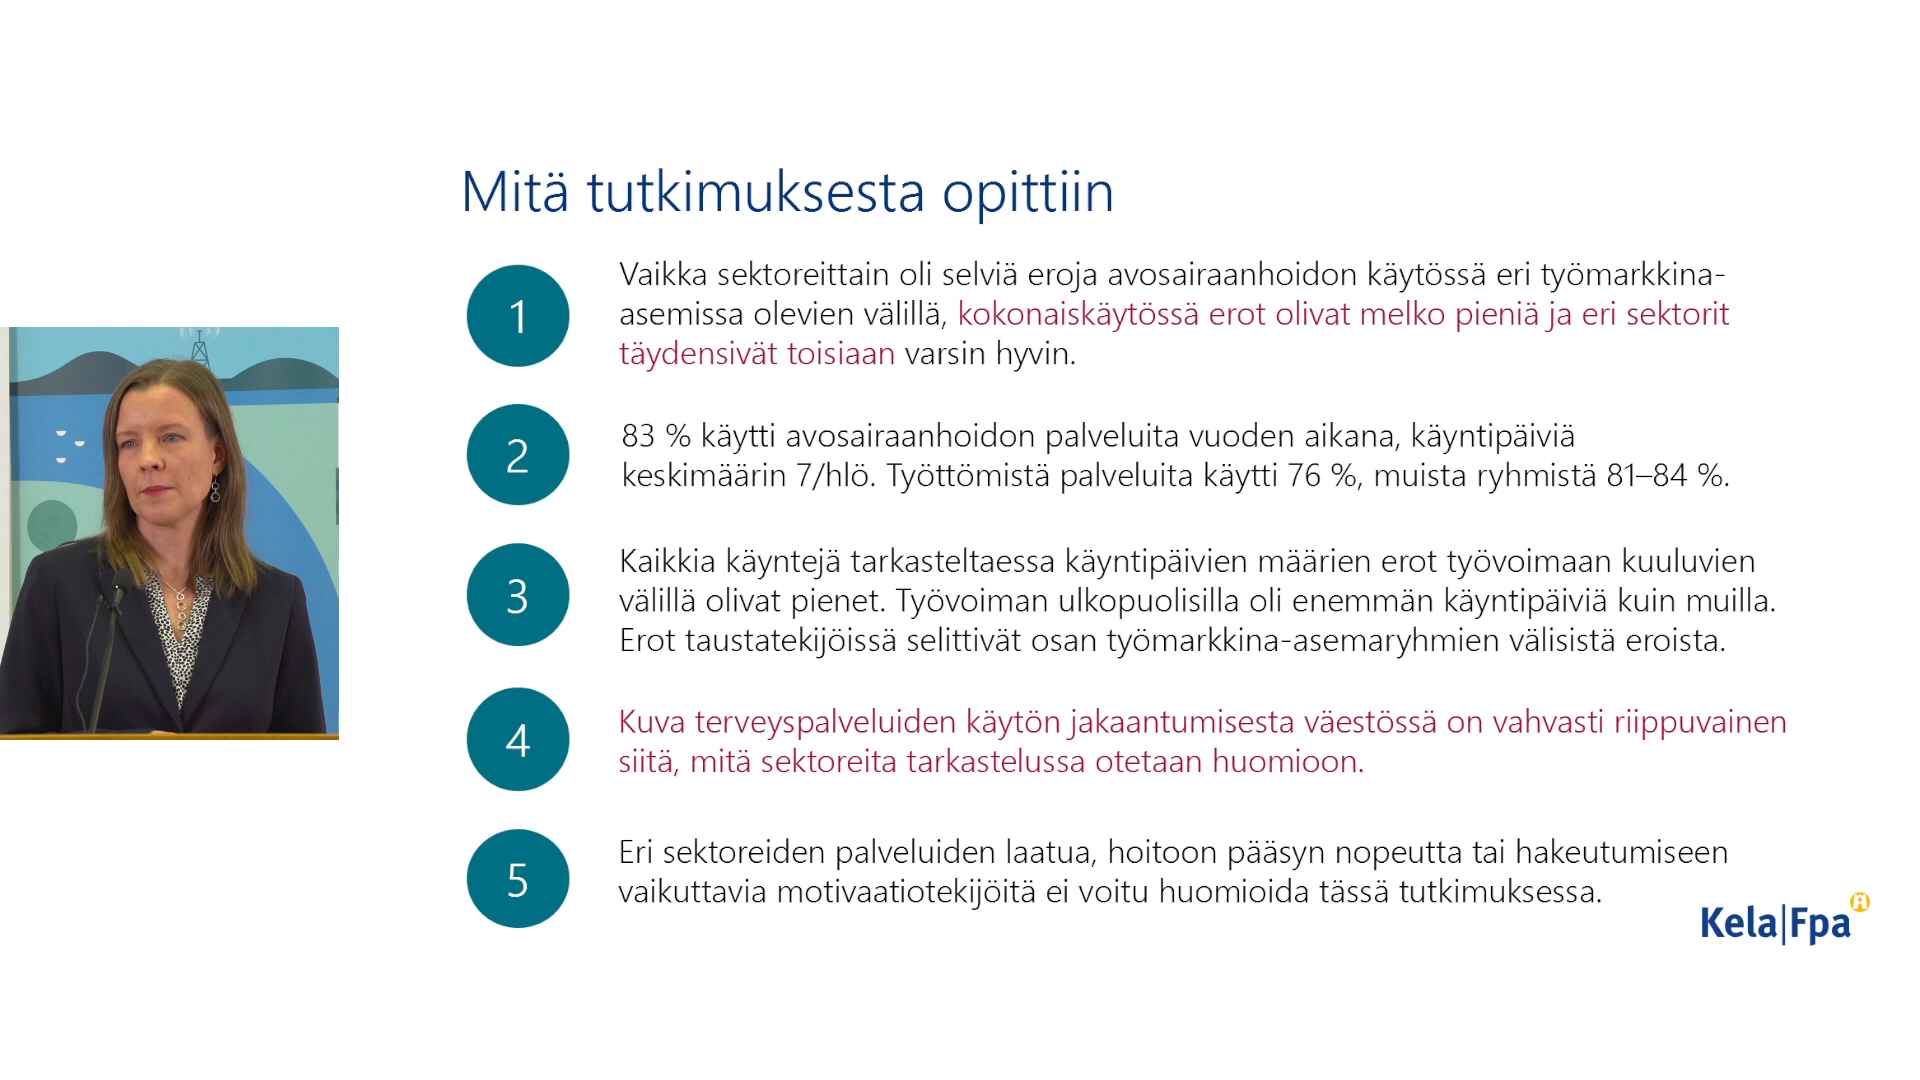 Mitä tutkimuksesta opittiin
1
Vaikka sektoreittain oli selviä eroja avosairaanhoidon käytössä eri työmarkkina-
asemissa olevien välillä, kokonaiskäytössä erot olivat melko pieniä ja eri sektorit
täydensivät toisiaan varsin hyvin.
2
83 % käytti avosairaanhoidon palveluita vuoden aikana, käyntipäiviä
keskimäärin 7/hlö. Työttömistä palveluita käytti 76 %, muista ryhmistä 81–84 %.
3
Kaikkia käyntejä tarkasteltaessa käyntipäivien määrien erot työvoimaan kuuluvien
välillä olivat pienet. Työvoiman ulkopuolisilla oli enemmän käyntipäiviä kuin muilla.
Erot taustatekijöissä selittivät osan työmarkkina-asemaryhmien välisistä eroista.
4
Kuva terveyspalveluiden käytön jakaantumisesta väestössä on vahvasti riippuvainen
siitä, mitä sektoreita tarkastelussa otetaan huomioon.
5
Eri sektoreiden palveluiden laatua, hoitoon pääsyn nopeutta tai hakeutumiseen
vaikuttavia motivaatiotekijöitä ei voitu huomioida tässä tutkimuksessa.
Kela|Fpa